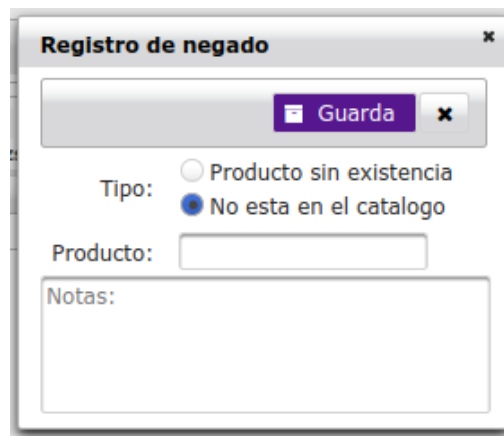 Registro de negado
Guarda
Tipo:
Producto sin existencia
No esta en el catalogo
Producto:
Notas: